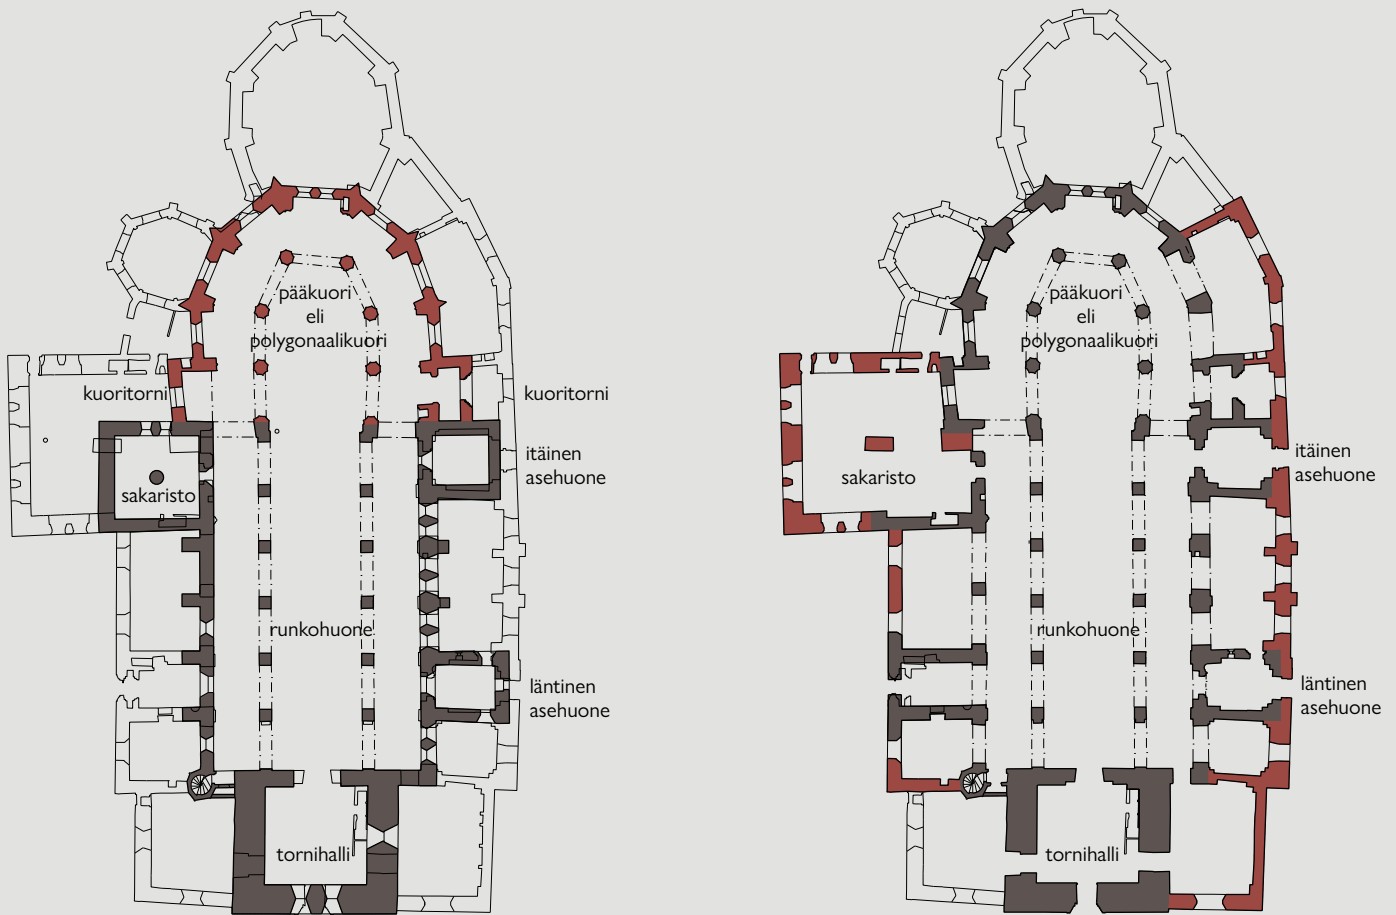 pääkuori
eli
polygonaalikuori
kuoritorni
kuoritorni
itäinen
asehuone
sakaristo
runkohuone
läntinen
asehuone
tornihalli
pääkuori
eli
polygonaalikuori
itäinen
asehuone
sakaristo
runkohuone
läntinen
asehuone
tornihalli